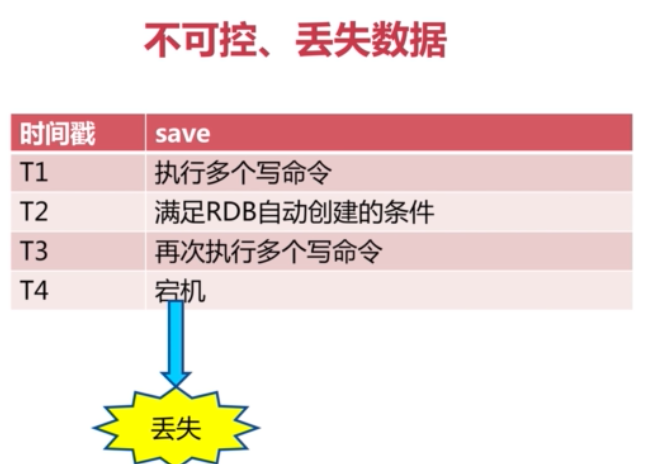 不可控、丢失数据
时间戳 save
T1 执行多个写命令
T2 满足RDB自动创建的条件
T3 再次执行多个写命令
T4 宕机
丢失